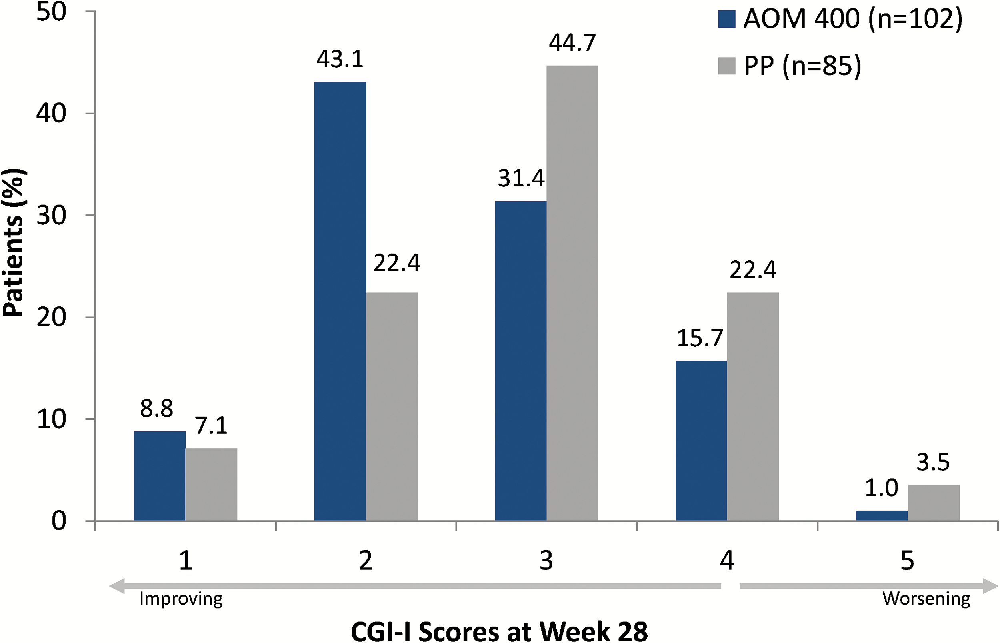 AOM 400 (n=102)
PP (n=85)
Patients (%)
50
40
30
20
10
0
8.8
7.1
43.1
22.4
31.4
44.7
15.7
22.4
1.0
3.5
1 2 3 4 5
Improving Worsening
CGI-I Scores at Week 28